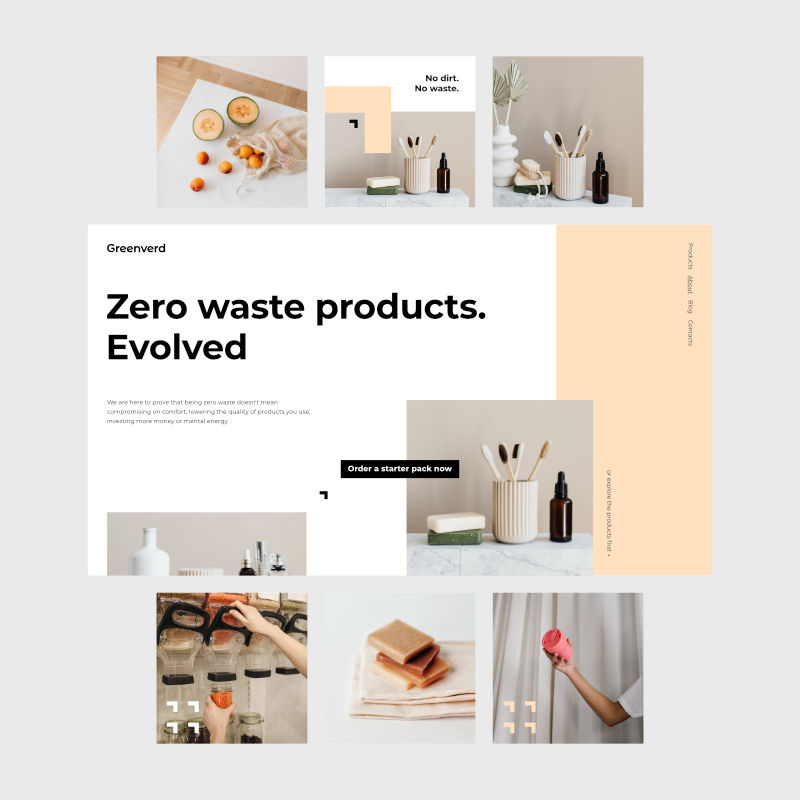 No dirt.
No waste.
Greenverd
Zero waste products.
Evolved
We are here to prove that being zero waste doesn't mean
compromising on comfort, lowering the quality of products you use,
investing more money or mental energy.
Order a starter pack now
Products About Blog Contacts
or explore the products first